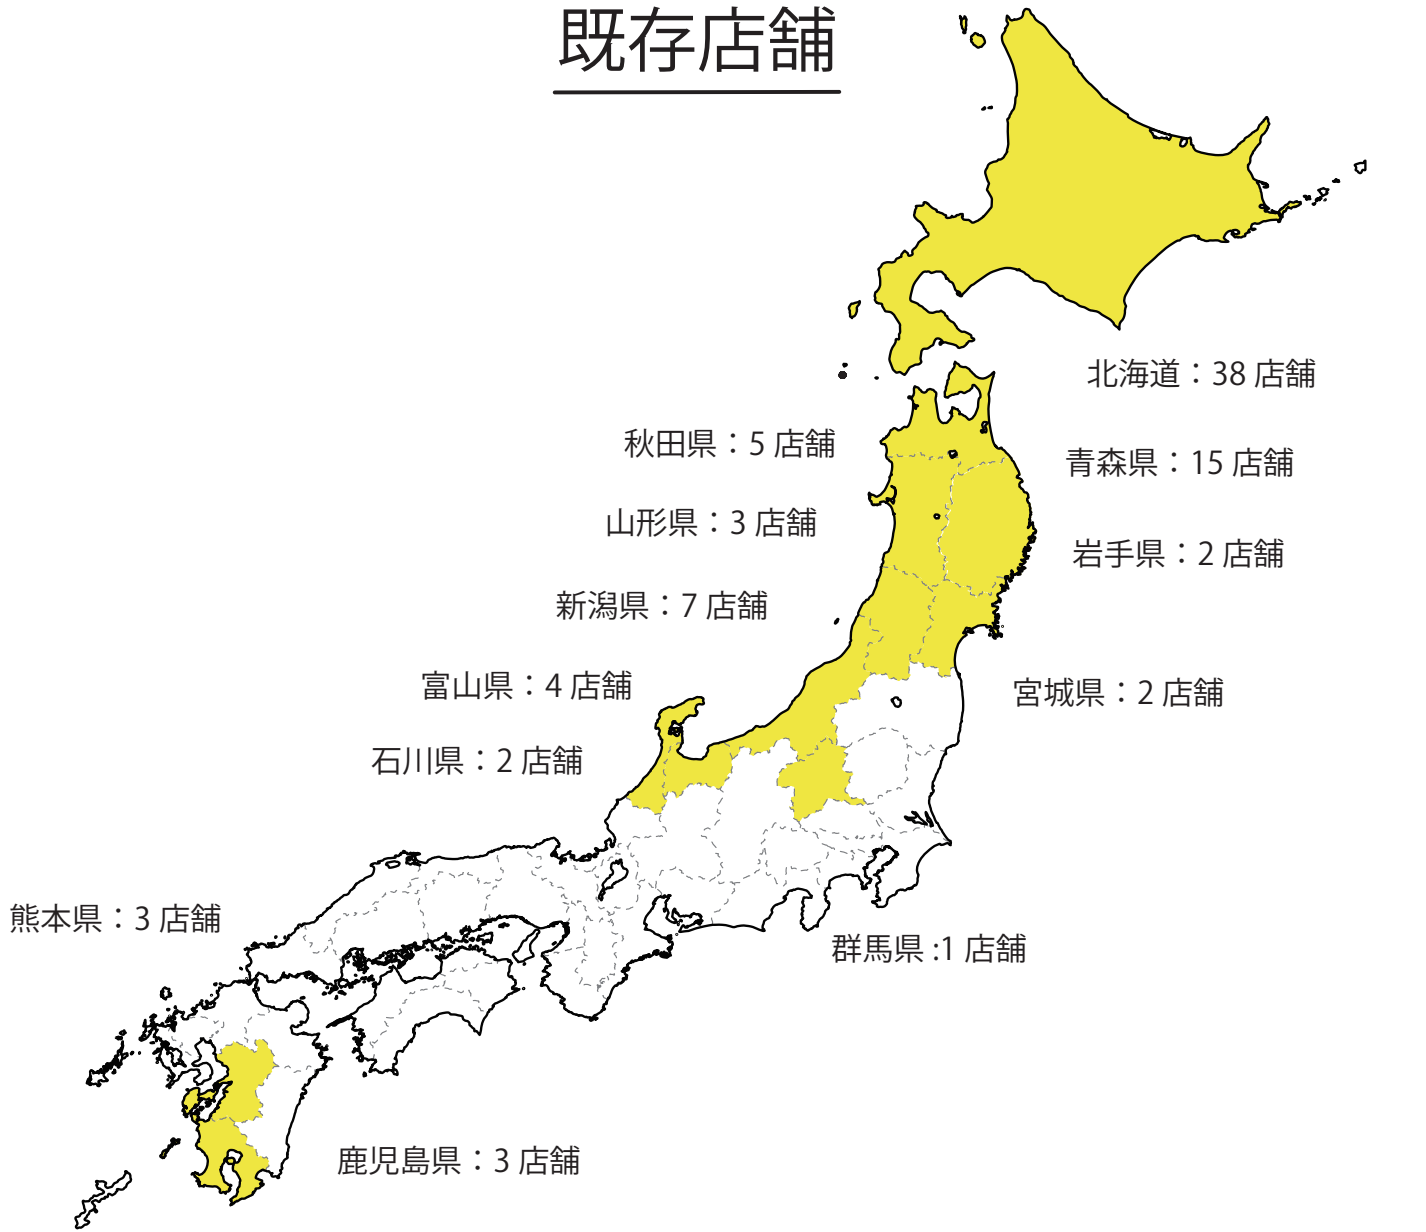 既存店舗
北海道：38 店舗
秋田県：5 店舗
青森県：15 店舗
山形県：3 店舗
岩手県：2 店舗
新潟県：7 店舗
富山県：4 店舗
宮城県：2 店舗
石川県：2 店舗
熊本県：3 店舗
群馬県 :1 店舗
鹿児島県：3 店舗